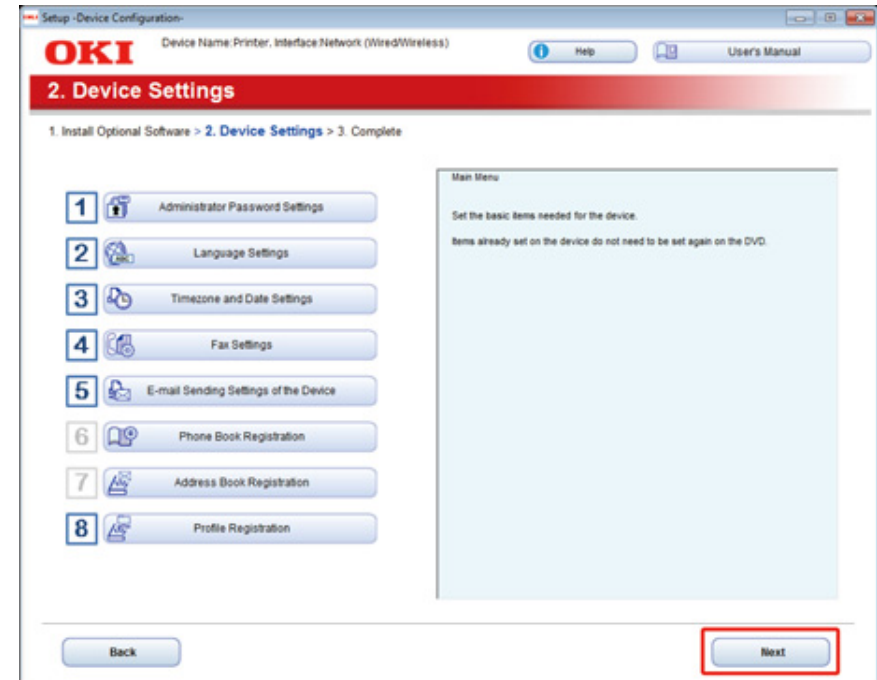 Setup -Device Configuration-
OKI
Device Name:Printer, Interface:Network (Wired/Wireless)
Help
User's Manual
2. Device Settings
1. Install Optional Software > 2. Device Settings > 3. Complete
Main Menu
Set the basic items needed for the device.
Items already set on the device do not need to be set again on the DVD.
1 Administrator Password Settings
2 Language Settings
3 Timezone and Date Settings
4 Fax Settings
5 E-mail Sending Settings of the Device
6 Phone Book Registration
7 Address Book Registration
8 Profile Registration
Back
Next